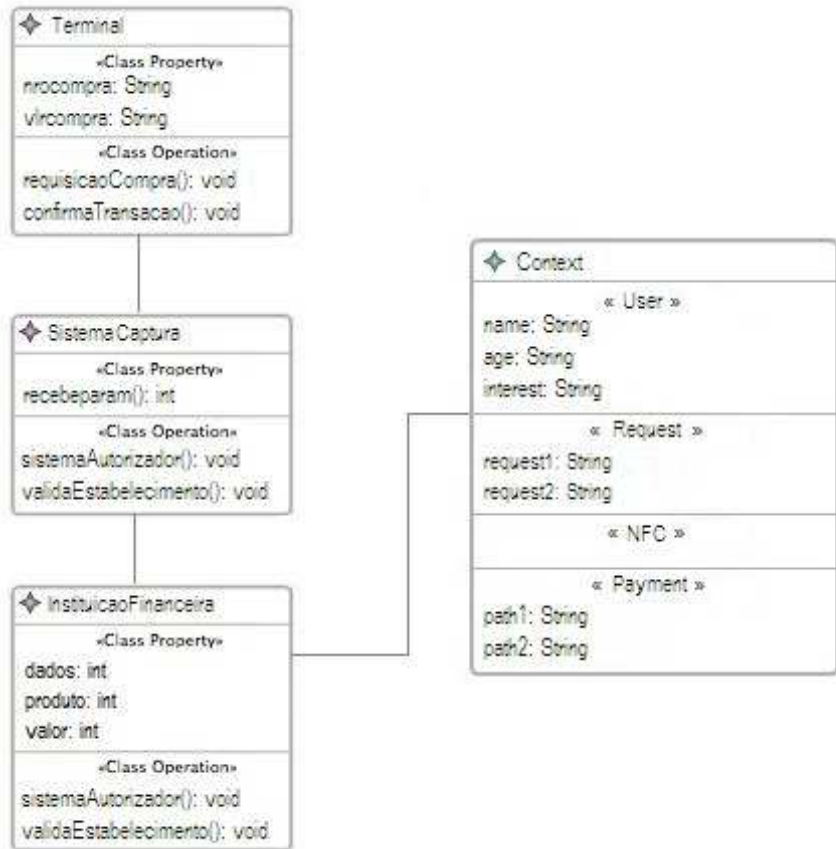 Terminal
«Class Property»
nrocompra: String
vlrcompra: String
«Class Operation»
requisicaoCompra(): void
confirmaTransacao(): void
SistemaCaptura
«Class Property»
recebeparam(): int
«Class Operation»
sistemaAutorizador(): void
validaEstabelecimento(): void
InstituicaoFinanceira
«Class Property»
dados: int
produto: int
valor: int
«Class Operation»
sistemaAutorizador(): void
validaEstabelecimento(): void
Context
« User »
name: String
age: String
interest: String
« Request »
request1: String
request2: String
« NFC »
« Payment »
path1: String
path2: String